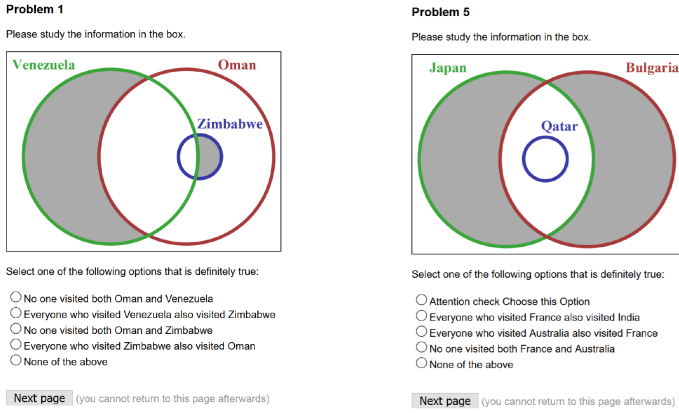 Problem 1
Please study the information in the box.
Venezuela
Oman
Zimbabwe
Select one of the following options that is definitely true:
No one visited both Oman and Venezuela
Everyone who visited Venezuela also visited Zimbabwe
No one visited both Oman and Zimbabwe
Everyone who visited Zimbabwe also visited Oman
None of the above
Next page (you cannot return to this page afterwards)
Problem 5
Please study the information in the box.
Japan
Bulgaria
Qatar
Select one of the following options that is definitely true:
Attention check Choose this Option
Everyone who visited France also visited India
Everyone who visited Australia also visited France
No one visited both France and Australia
None of the above
Next page (you cannot return to this page afterwards)